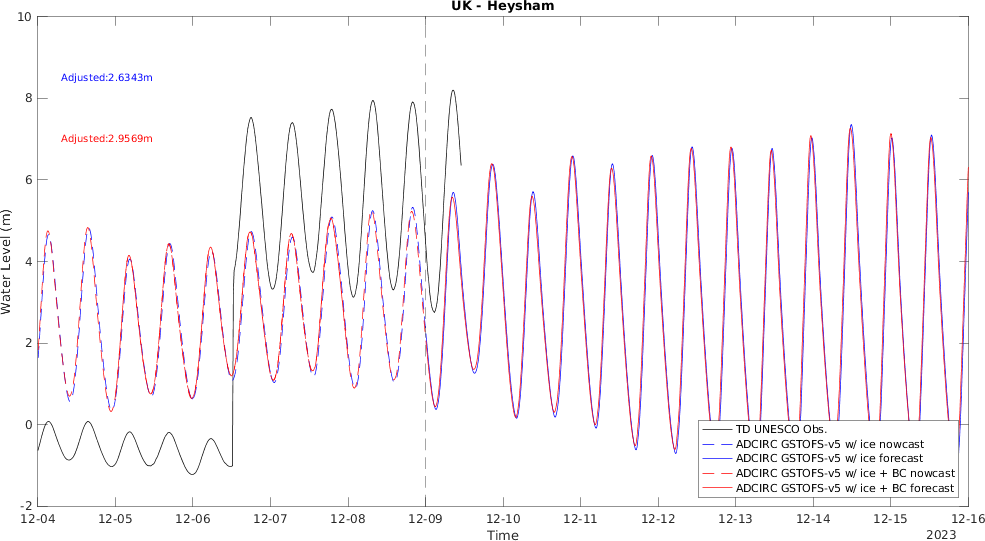 UK - Heysham
10
8
6
4
2
0
-2
Water Level (m)
Adjusted:2.6343m
Adjusted:2.9569m
TD UNESCO Obs.
ADCIRC GSTOFS-v5 w/ ice nowcast
ADCIRC GSTOFS-v5 w/ ice forecast
ADCIRC GSTOFS-v5 w/ ice + BC nowcast
ADCIRC GSTOFS-v5 w/ ice + BC forecast
12-04 12-05 12-06 12-07 12-08 12-09 12-10 12-11 12-12 12-13 12-14 12-15 12-16
Time
2023